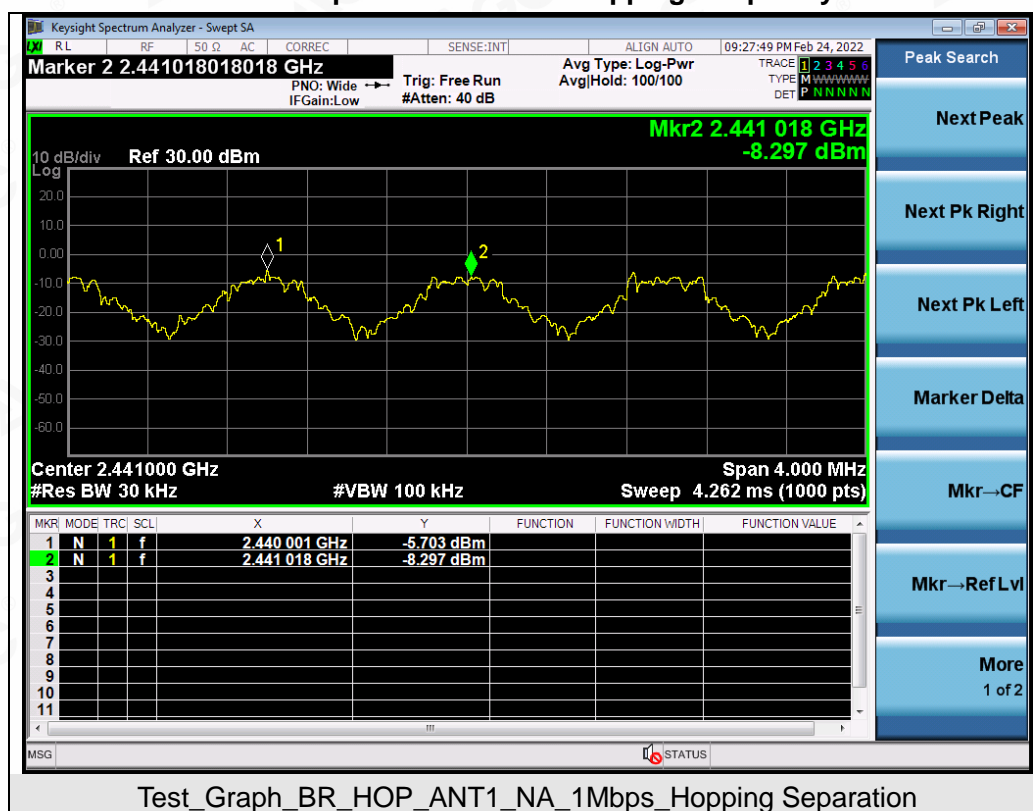 Keysight Spectrum Analyzer - Swept SA
LXI RL RF 50 Ω AC CORREC SENSE:INT ALIGN AUTO 09:27:49 PM Feb 24, 2022
Marker 2 2.441018018018 GHz
PNO: Wide
IFGain:Low
Trig: Free Run
#Atten: 40 dB
Avg Type: Log-Pwr
Avg|Hold: 100/100
TRACE 1 2 3 4 5 6
TYPE M WWWWW
DET P N N N N N
Mkr2 2.441 018 GHz
-8.297 dBm
10 dB/div Ref 30.00 dBm
Log
20.0
10.0
0.00
-10.0
-20.0
-30.0
-40.0
-50.0
-60.0
1
2
Center 2.441000 GHz Span 4.000 MHz
#Res BW 30 kHz #VBW 100 kHz Sweep 4.262 ms (1000 pts)
MKR MODE TRC SCL X Y FUNCTION FUNCTION WIDTH FUNCTION VALUE
1 N 1 f 2.440 001 GHz -5.703 dBm
2 N 1 f 2.441 018 GHz -8.297 dBm
3
4
5
6
7
8
9
10
11
MSG STATUS
Peak Search
Next Peak
Next Pk Right
Next Pk Left
Marker Delta
Mkr→CF
Mkr→Ref Lvl
More
1 of 2
Test_Graph_BR_HOP_ANT1_NA_1Mbps_Hopping Separation